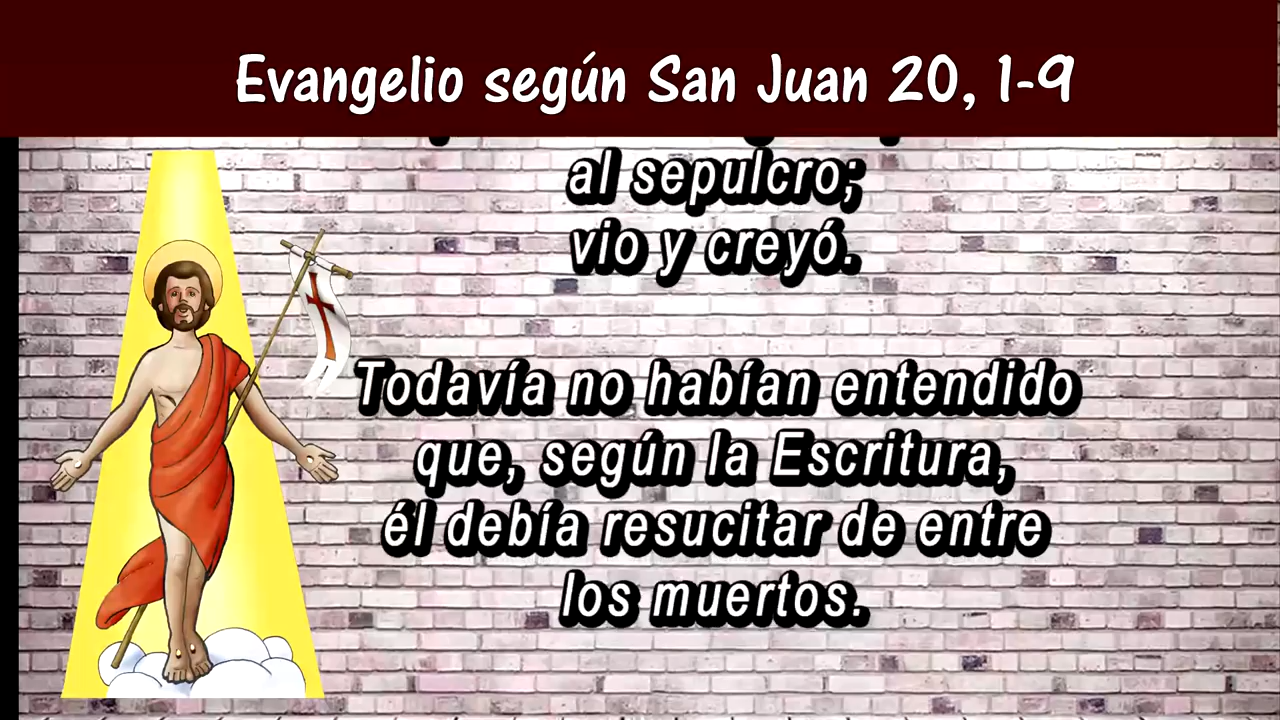 Evangelio según San Juan 20, 1-9
al sepulcro;
vio y creyó.
Todavía no habían entendido
que, según la Escritura,
él debía resucitar de entre
los muertos.